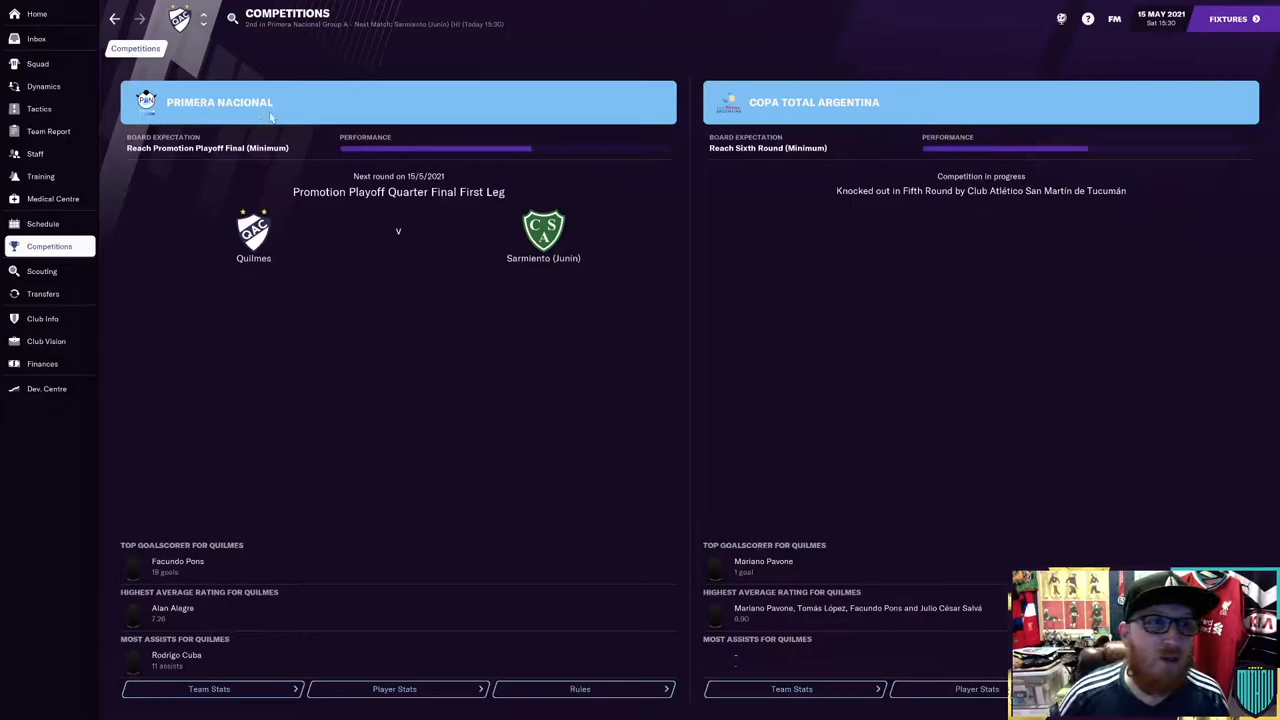 Home
Inbox
Squad
Dynamics
Tactics
Team Report
Staff
Training
Medical Centre
Schedule
Competitions
Scouting
Transfers
Club Info
Club Vision
Finances
Dev. Centre
QAC
COMPETITIONS
2nd in Primera Nacional Group A - Next Match: Sarmiento (Junín) (H) (Today 15:30)
FM
15 MAY 2021
Sat 15:30
FIXTURES
Competitions
PRIMERA NACIONAL
BOARD EXPECTATION
PERFORMANCE
Reach Promotion Playoff Final (Minimum)
Next round on 15/5/2021
Promotion Playoff Quarter Final First Leg
QAC
v
CSA
Quilmes
Sarmiento (Junín)
TOP GOALSCORER FOR QUILMES
Facundo Pons
19 goals
HIGHEST AVERAGE RATING FOR QUILMES
Alan Alegre
7.26
MOST ASSISTS FOR QUILMES
Rodrigo Cuba
11 assists
Team Stats
Player Stats
Rules
COPA TOTAL ARGENTINA
BOARD EXPECTATION
PERFORMANCE
Reach Sixth Round (Minimum)
Competition in progress
Knocked out in Fifth Round by Club Atlético San Martín de Tucumán
TOP GOALSCORER FOR QUILMES
Mariano Pavone
1 goal
HIGHEST AVERAGE RATING FOR QUILMES
Mariano Pavone, Tomás López, Facundo Pons and Julio César Salvá
6.90
MOST ASSISTS FOR QUILMES
-
-
Team Stats
Player Stats